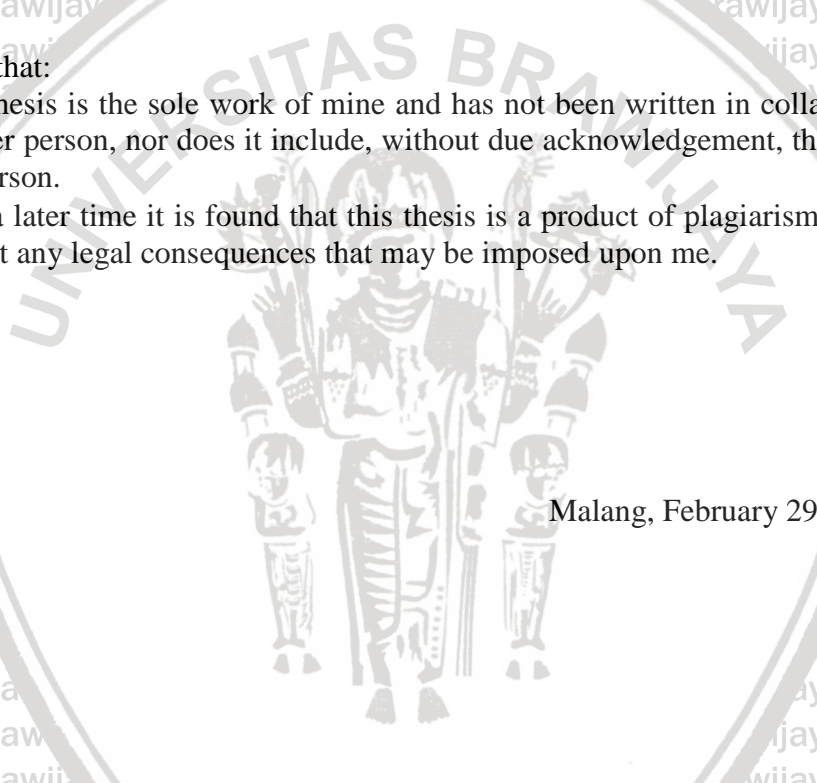 that:
hesis is the sole work of mine and has not been written in colla
er person, nor does it include, without due acknowledgement, th
rson.
a later time it is found that this thesis is a product of plagiarism
t any legal consequences that may be imposed upon me.
UNIVERSITAS BRAWIJAYA
Malang, February 29